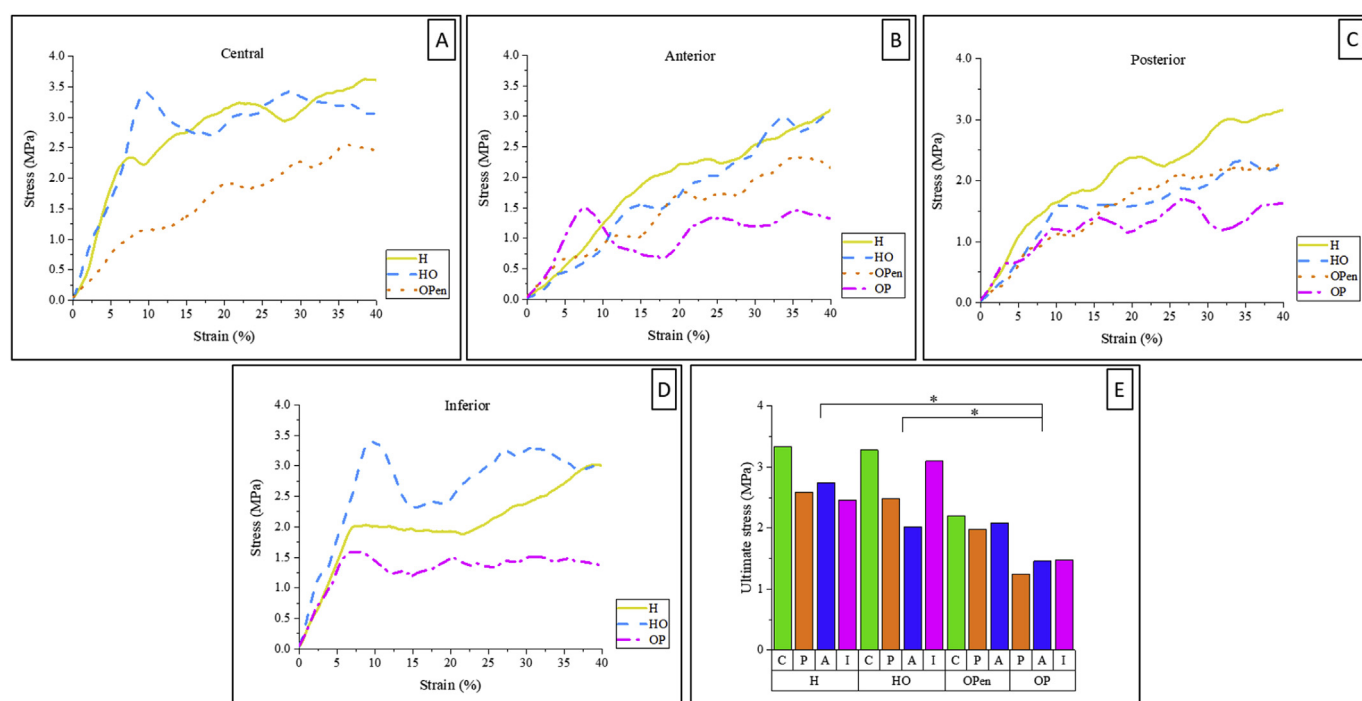 A
Central
Stress (MPa)
4.0
3.5
3.0
2.5
2.0
1.5
1.0
0.5
0.0
0 5 10 15 20 25 30 35 40
Strain (%)
H
HO
OPen
B
Anterior
Stress (MPa)
4.0
3.5
3.0
2.5
2.0
1.5
1.0
0.5
0.0
0 5 10 15 20 25 30 35 40
Strain (%)
H
HO
OPen
OP
C
Posterior
Stress (MPa)
4.0
3.0
2.0
1.0
0.0
0 5 10 15 20 25 30 35 40
Strain (%)
H
HO
OPen
OP
D
Inferior
Stress (MPa)
4.0
3.5
3.0
2.5
2.0
1.5
1.0
0.5
0.0
0 5 10 15 20 25 30 35 40
Strain (%)
H
HO
OP
E
*
*
Ultimate stress (MPa)
4
3
2
1
0
C P A I C P A I C P A P A I
H HO OPen OP